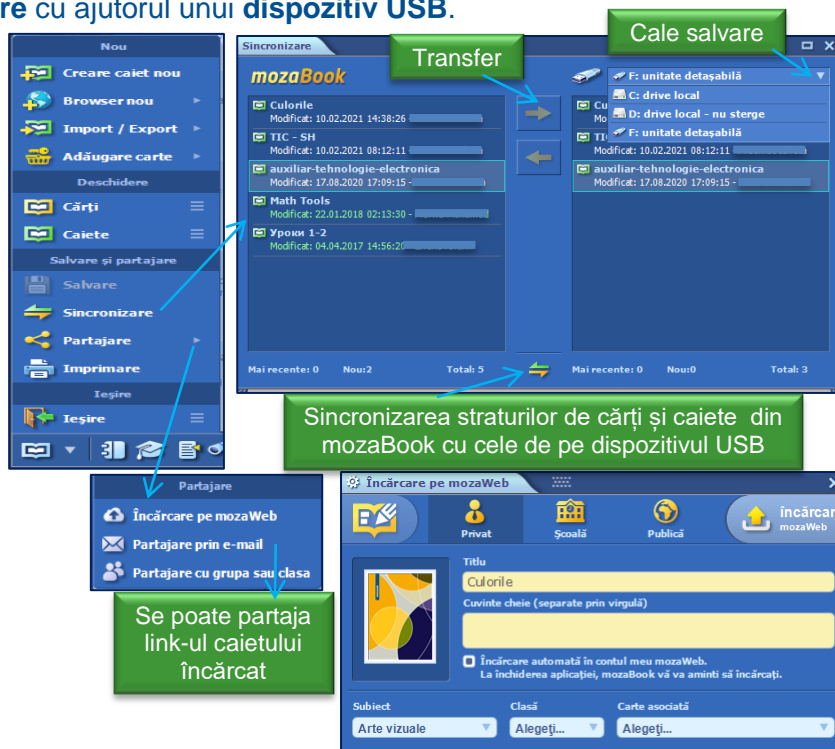 re cu ajutorul unui dispozitiv USB.
Nou
Creare caiet nou
Browser nou
Import / Export
Adăugare carte
Deschidere
Cărți
Caiete
Salvare și partajare
Salvare
Sincronizare
Partajare
Imprimare
Ieșire
Ieșire
Sincronizare
Transfer
Cale salvare
mozaBook
F: unitate detașabilă
C: drive local
D: drive local - nu sterge
F: unitate detașabilă
Culorile
Modificat: 10.02.2021 14:38:26 -
TIC - SH
Modificat: 10.02.2021 08:12:11
auxiliar-tehnologie-electronica
Modificat: 17.08.2020 17:09:15 -
Math Tools
Modificat: 22.01.2018 02:13:30 -
Уроки 1-2
Modificat: 04.04.2017 14:56:20
Cu
Mo
TI
Modificat: 10.02.2021 08:12:11
auxiliar-tehnologie-electronica
Modificat: 17.08.2020 17:09:15 -
Mai recente: 0 Nou:2 Total: 5
Mai recente: 0 Nou:0 Total: 3
Sincronizarea straturilor de cărți și caiete din
mozaBook cu cele de pe dispozitivul USB
Partajare
Încărcare pe mozaWeb
Partajare prin e-mail
Partajare cu grupa sau clasa
Se poate partaja
link-ul caietului
încărcat
Încărcare pe mozaWeb
Privat
Școală
Publică
încărcar
mozaWeb
Titlu
Culorile
Cuvinte cheie (separate prin virgulă)
Încărcare automată în contul meu mozaWeb.
La închiderea aplicației, mozaBook vă va aminti să încărcați.
Subiect Clasă Carte asociată
Arte vizuale Alegeți... Alegeți...